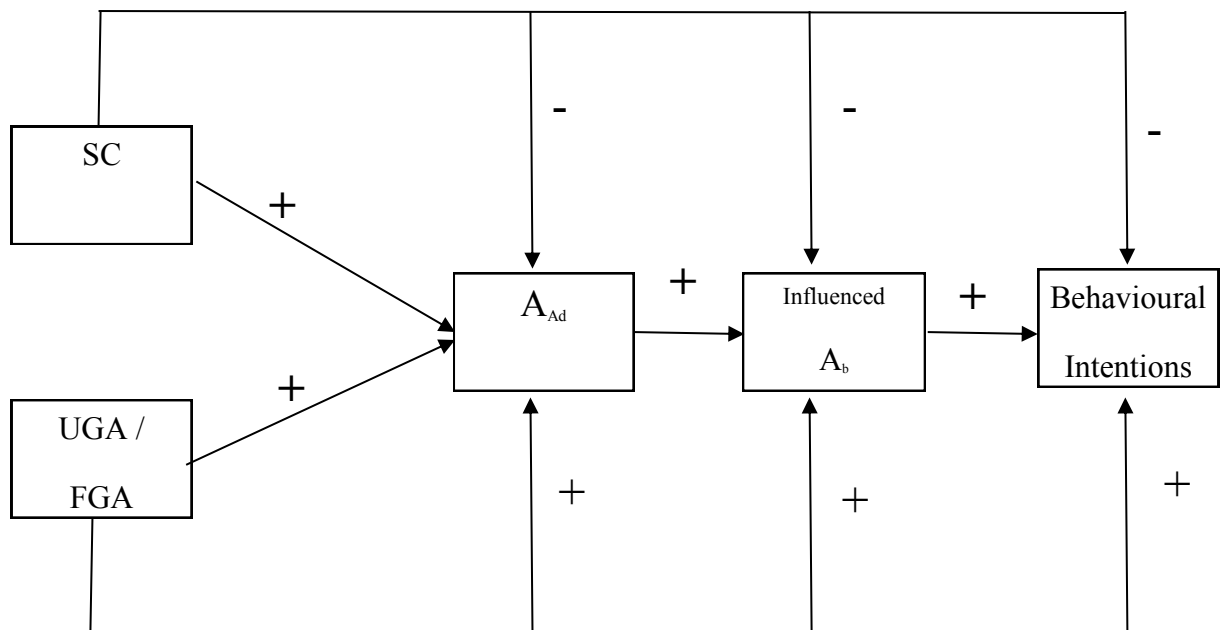 -
-
-
SC
+
A_Ad
+
Influenced
A_b
+
Behavioural
Intentions
+
UGA /
FGA
+
+
+